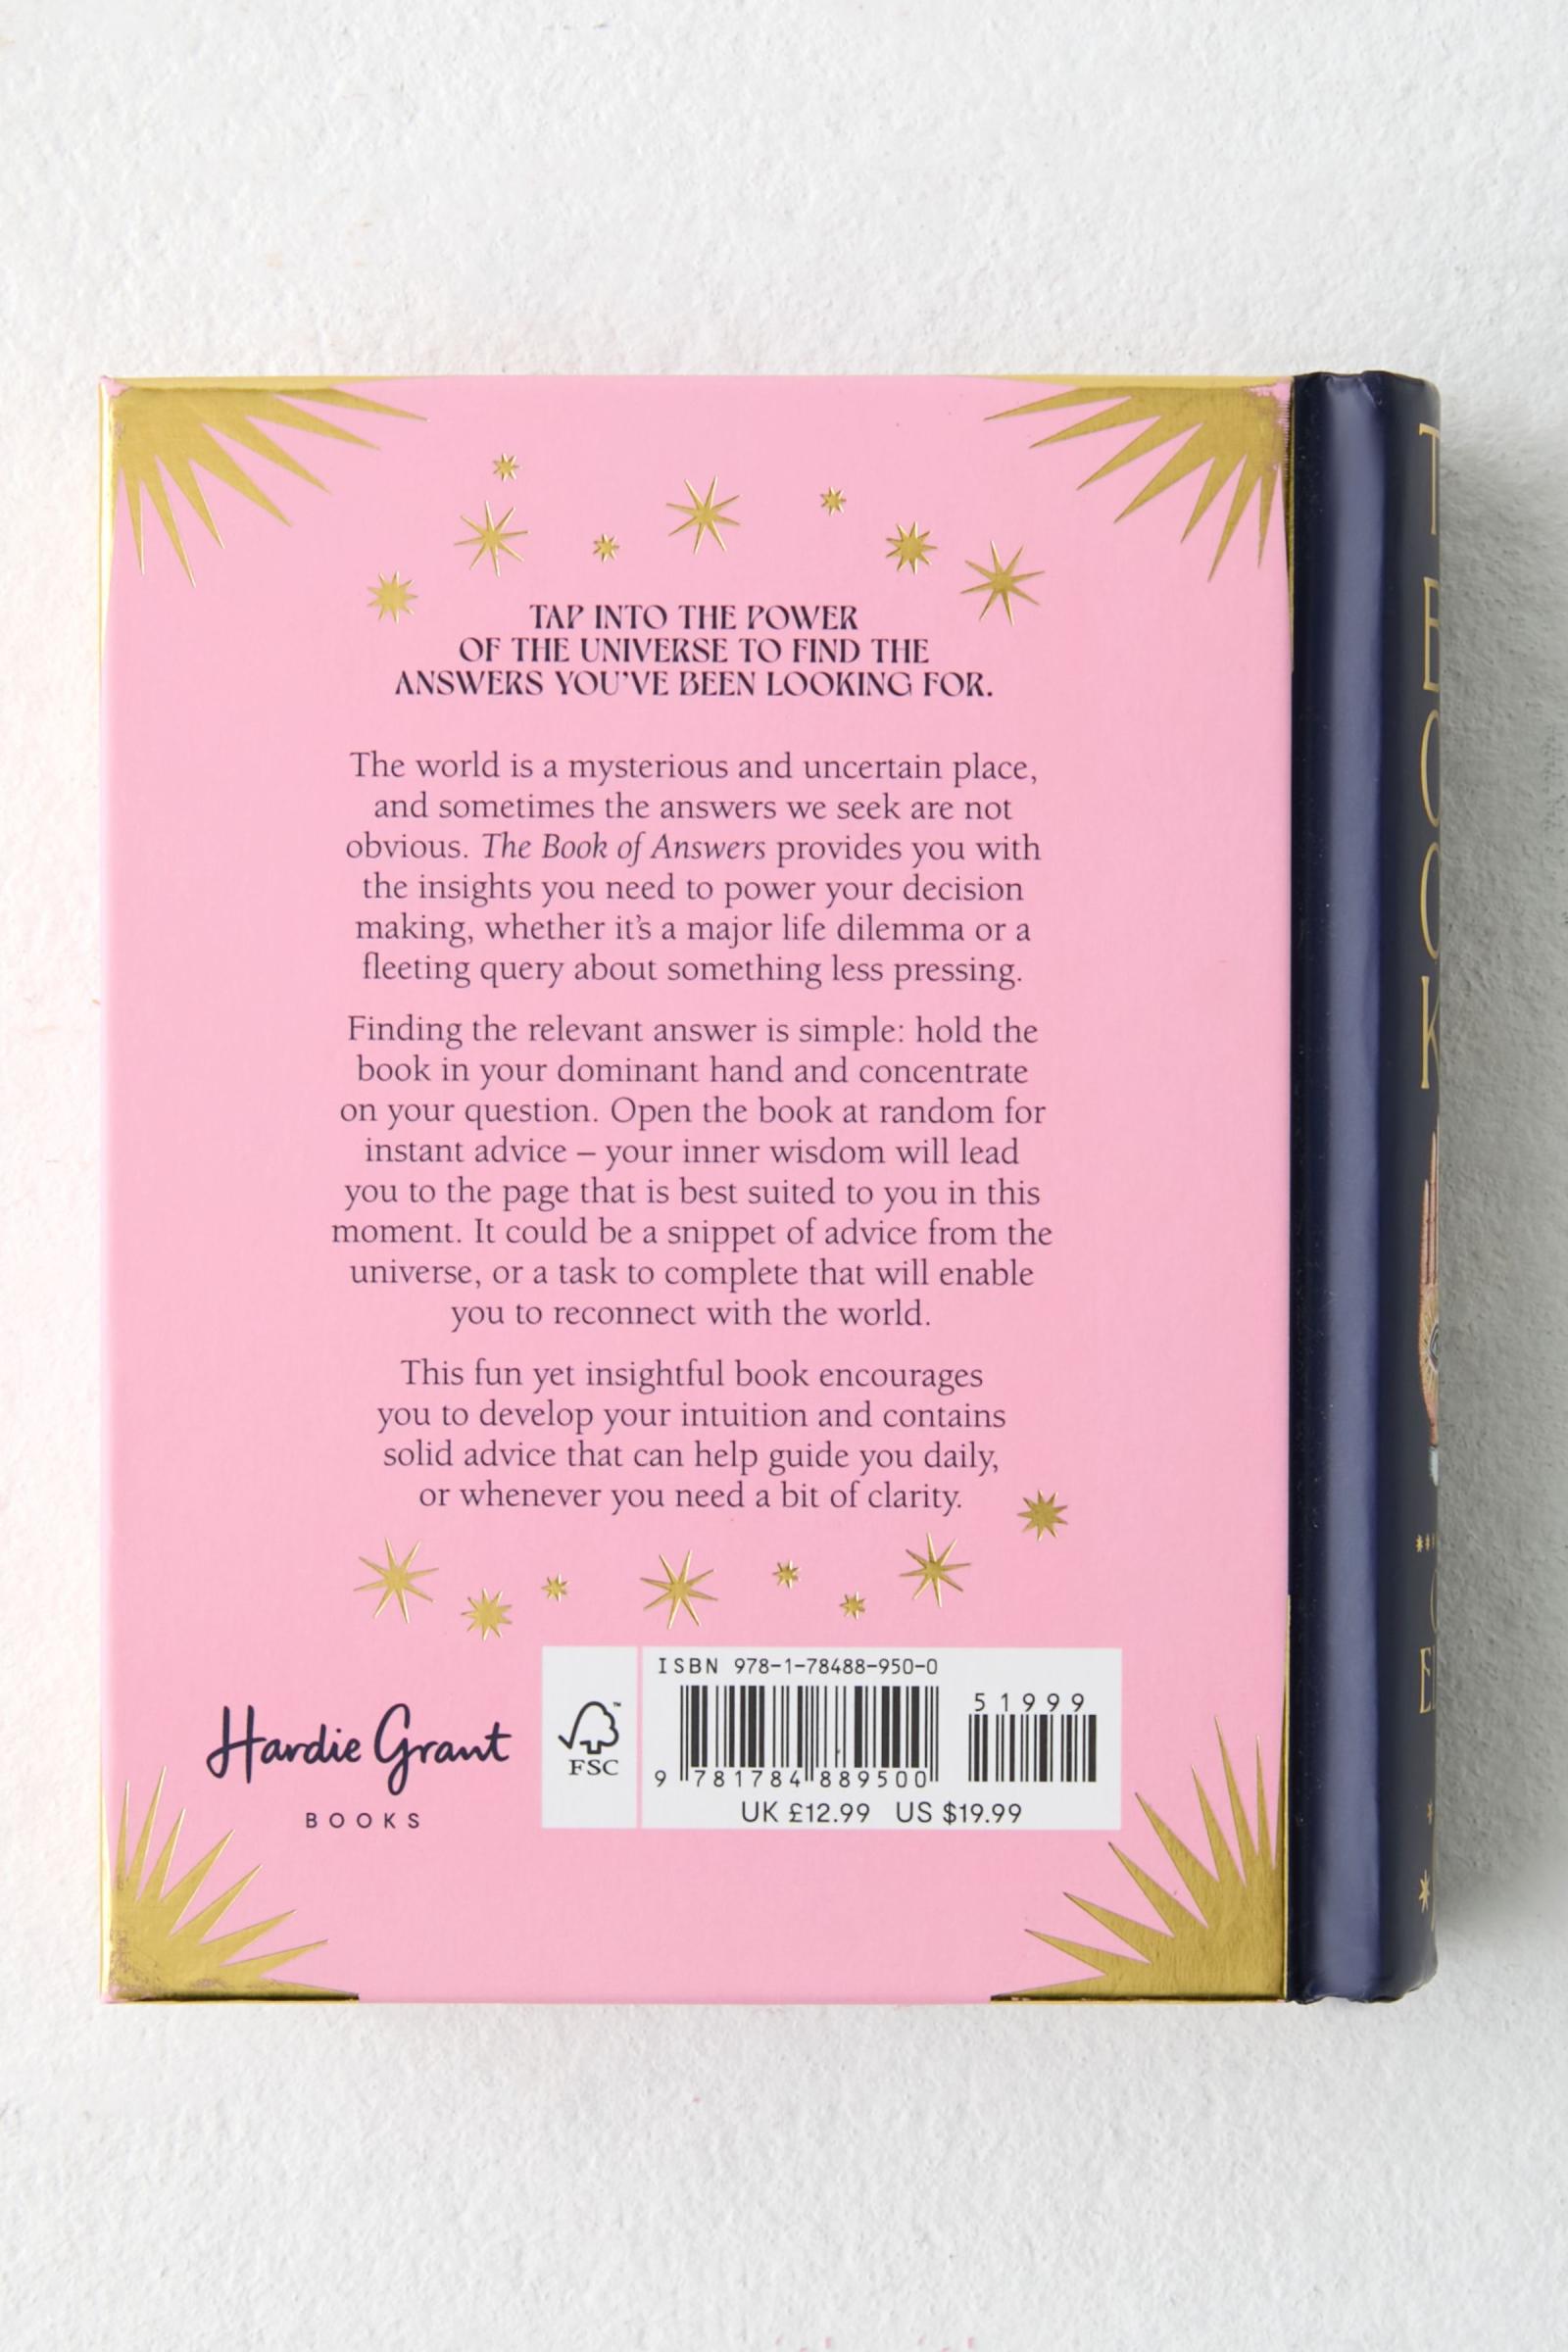 TAP INTO THE POWER
OF THE UNIVERSE TO FIND THE
ANSWERS YOU'VE BEEN LOOKING FOR.
The world is a mysterious and uncertain place,
and sometimes the answers we seek are not
obvious. The Book of Answers provides you with
the insights you need to power your decision
making, whether it's a major life dilemma or a
fleeting query about something less pressing.
Finding the relevant answer is simple: hold the
book in your dominant hand and concentrate
on your question. Open the book at random for
instant advice – your inner wisdom will lead
you to the page that is best suited to you in this
moment. It could be a snippet of advice from the
universe, or a task to complete that will enable
you to reconnect with the world.
This fun yet insightful book encourages
you to develop your intuition and contains
solid advice that can help guide you daily,
or whenever you need a bit of clarity.
Hardie Grant
BOOKS
FSC
™
ISBN 978-1-78488-950-0
51999
9 781784 889500
UK £12.99 US $19.99
BOOK